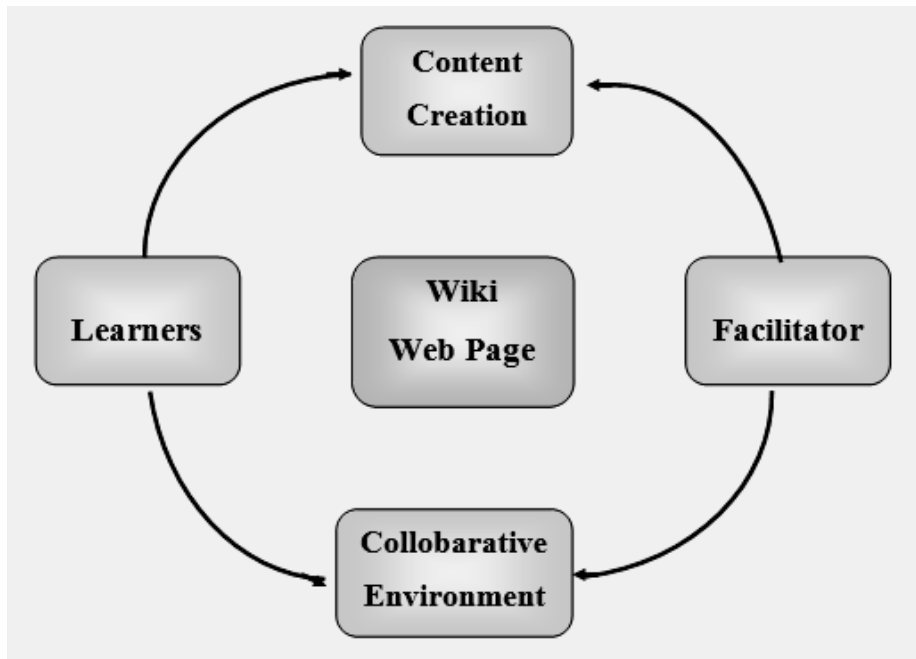 Content
Creation
Learners
Wiki
Web Page
Facilitator
Collobarative
Environment